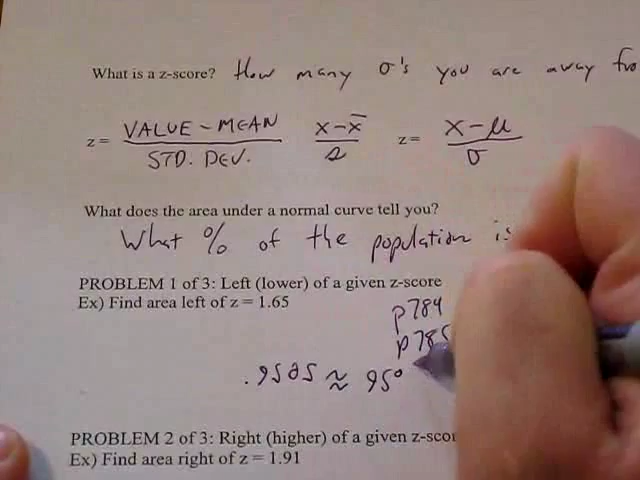 What is a z-score? How many σ's you are away fro
z = VALUE - MEAN / STD. DEV. x - x̄ / s z = x - μ / σ
What does the area under a normal curve tell you?
What % of the population is
PROBLEM 1 of 3: Left (lower) of a given z-score
Ex) Find area left of z = 1.65
p784
p785
.9505 ≈ 95°
PROBLEM 2 of 3: Right (higher) of a given z-scor
Ex) Find area right of z = 1.91